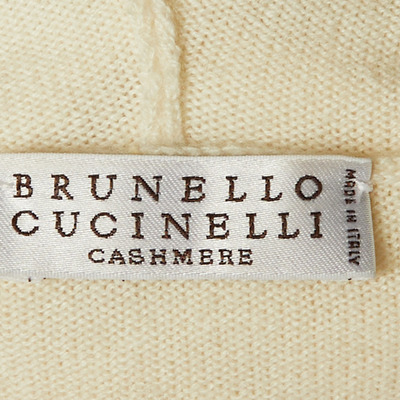 BRUNELLO
CUCINELLI
CASHMERE
MADE IN ITALY